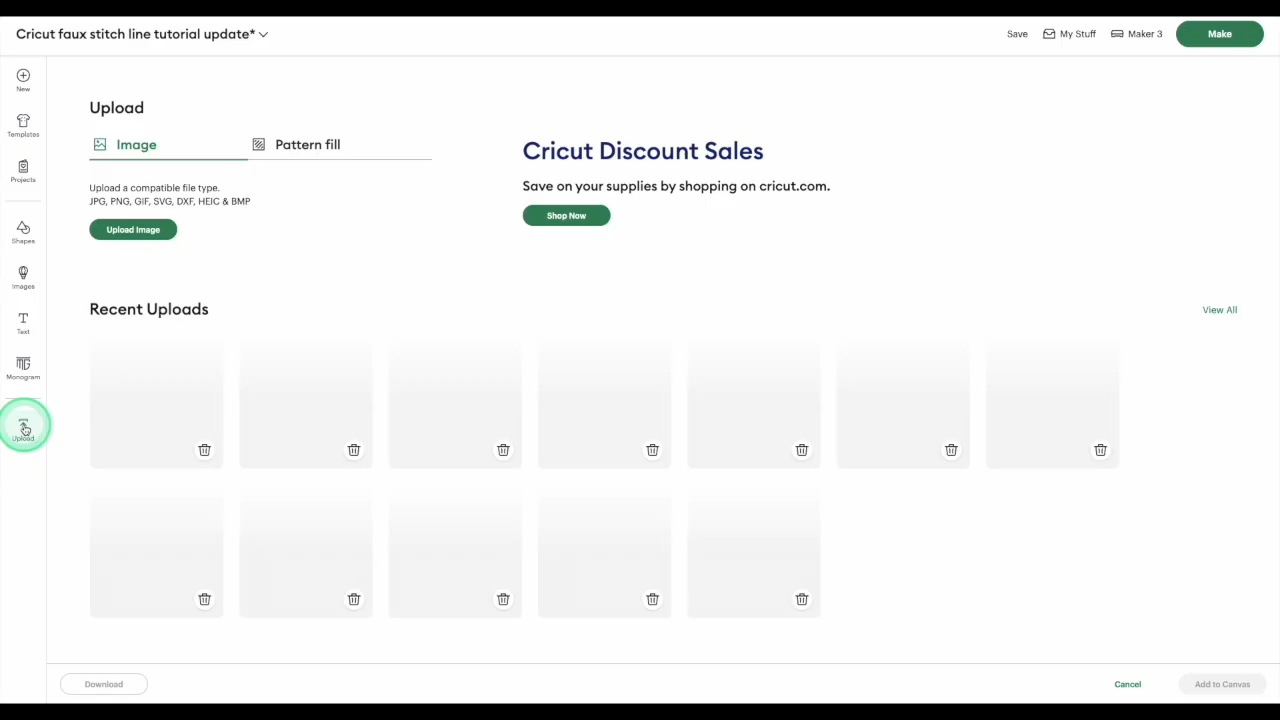 Cricut faux stitch line tutorial update*
Save
My Stuff
Maker 3
Make
New
Templates
Projects
Shapes
Images
Text
Monogram
Upload
Upload
Image
Pattern fill
Upload a compatible file type.
JPG, PNG, GIF, SVG, DXF, HEIC & BMP
Upload Image
Cricut Discount Sales
Save on your supplies by shopping on cricut.com.
Shop Now
Recent Uploads
View All
Download
Cancel
Add to Canvas